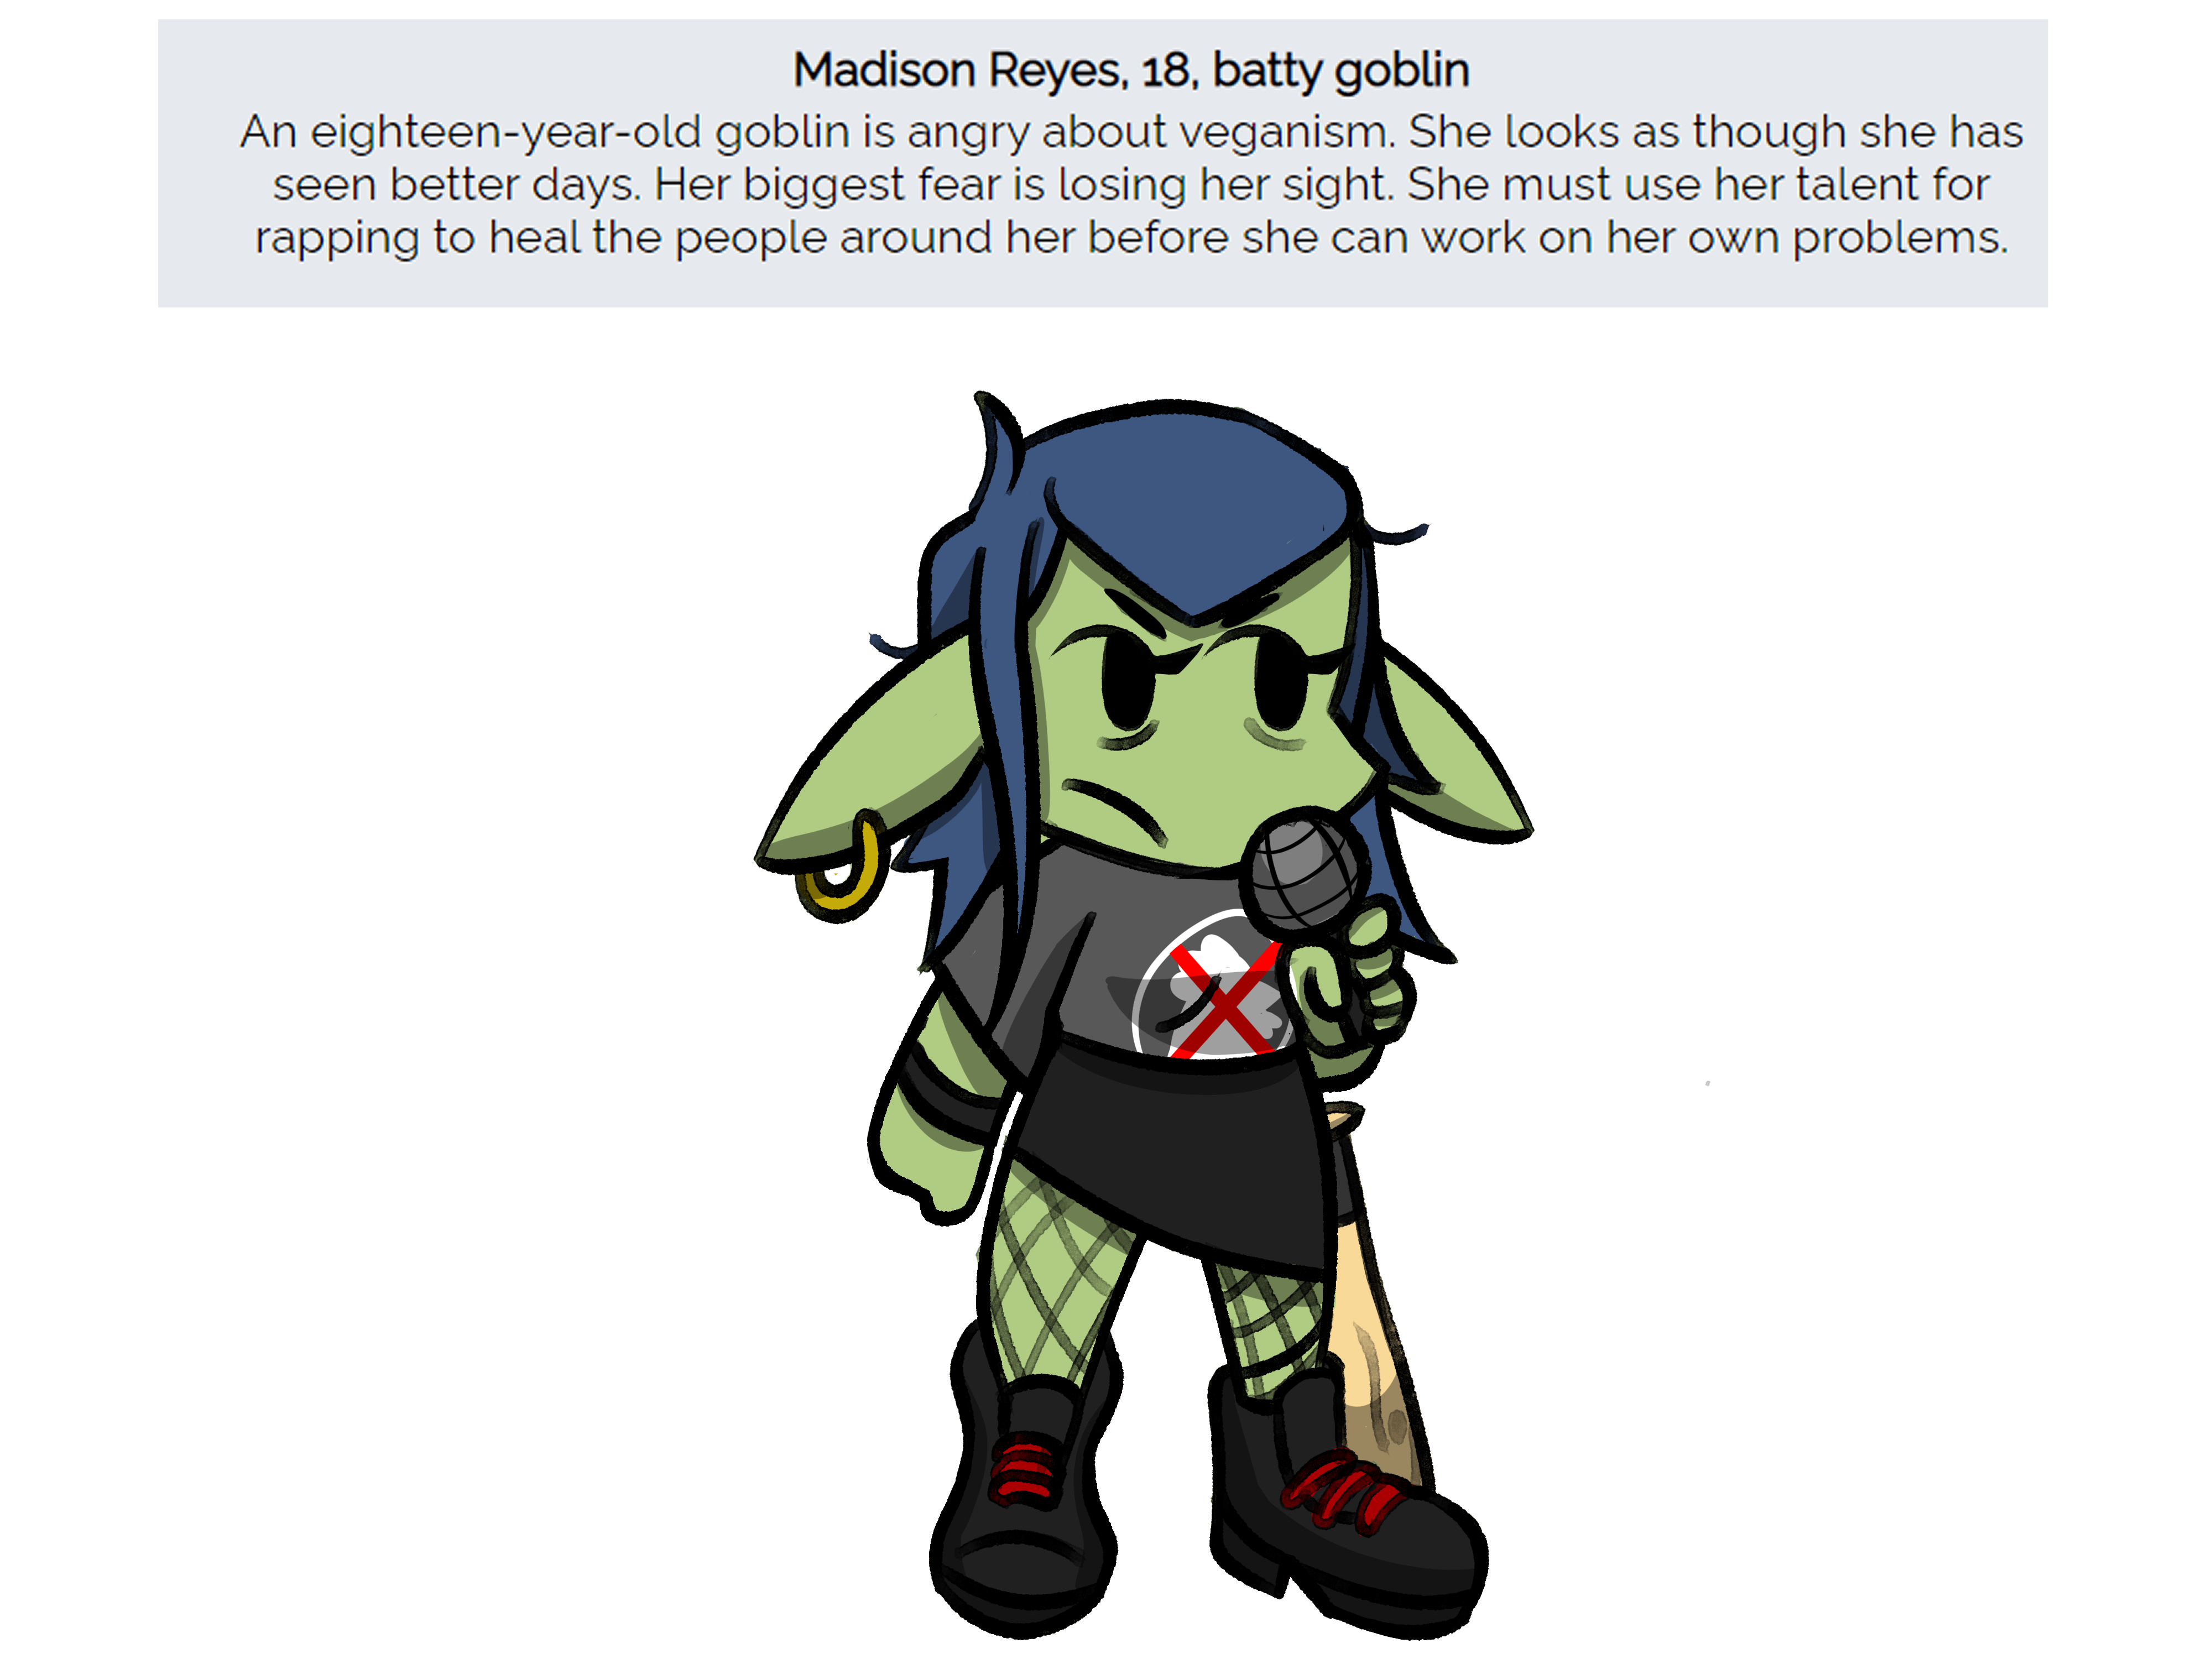 Madison Reyes, 18, batty goblin
An eighteen-year-old goblin is angry about veganism. She looks as though she has
seen better days. Her biggest fear is losing her sight. She must use her talent for
rapping to heal the people around her before she can work on her own problems.